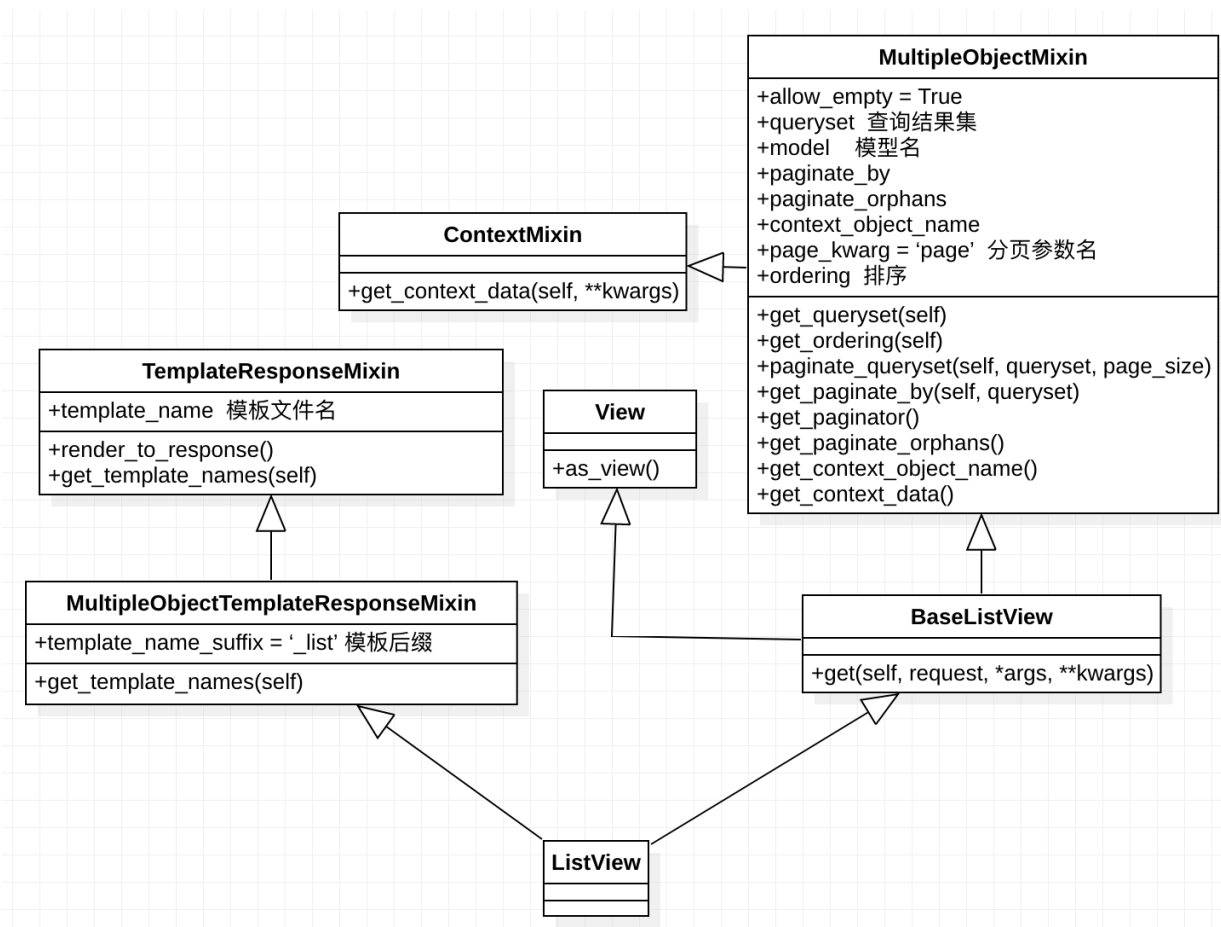 MultipleObjectMixin
+allow_empty = True
+queryset 查询结果集
+model 模型名
+paginate_by
+paginate_orphans
+context_object_name
+page_kwarg = ‘page’ 分页参数名
+ordering 排序
+get_queryset(self)
+get_ordering(self)
+paginate_queryset(self, queryset, page_size)
+get_paginate_by(self, queryset)
+get_paginator()
+get_paginate_orphans()
+get_context_object_name()
+get_context_data()
ContextMixin
+get_context_data(self, **kwargs)
TemplateResponseMixin
+template_name 模板文件名
+render_to_response()
+get_template_names(self)
View
+as_view()
MultipleObjectTemplateResponseMixin
+template_name_suffix = ‘_list’ 模板后缀
+get_template_names(self)
BaseListView
+get(self, request, *args, **kwargs)
ListView